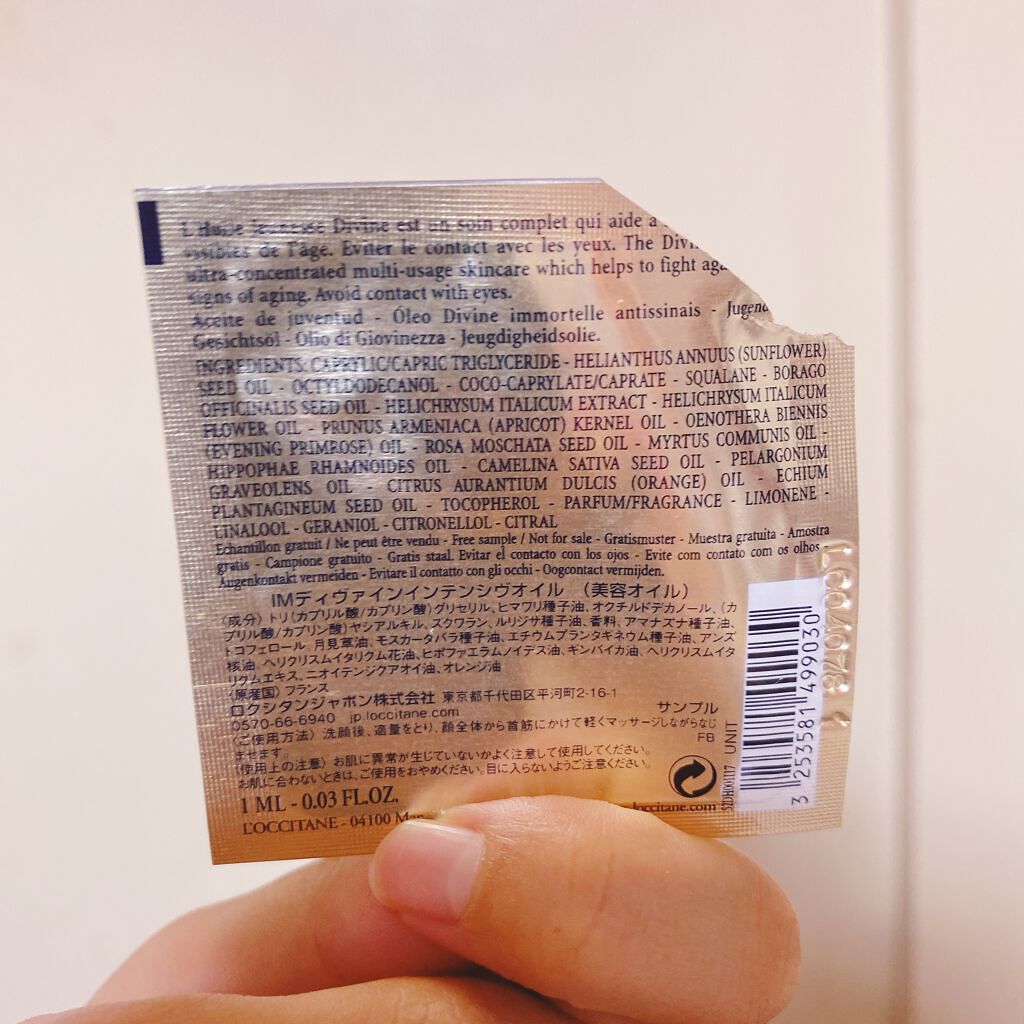 L'Huile Jeunesse Divine est un soin complet qui aide à
visibles de l'âge. Eviter le contact avec les yeux. The Divi
ultra-concentrated multi-usage skincare which helps to fight aga
signs of aging. Avoid contact with eyes.
Aceite de juventud - Óleo Divine immortelle antissinais - Jugend
Gesichtsöl - Olio di Giovinezza - Jeugdigheidsolie.
INGREDIENTS: CAPRYLIC/CAPRIC TRIGLYCERIDE - HELIANTHUS ANNUUS (SUNFLOWER)
SEED OIL - OCTYLDODECANOL - COCO-CAPRYLATE/CAPRATE - SQUALANE - BORAGO
OFFICINALIS SEED OIL - HELICHRYSUM ITALICUM EXTRACT - HELICHRYSUM ITALICUM
FLOWER OIL - PRUNUS ARMENIACA (APRICOT) KERNEL OIL - OENOTHERA BIENNIS
(EVENING PRIMROSE) OIL - ROSA MOSCHATA SEED OIL - MYRTUS COMMUNIS OIL -
HIPPOPHAE RHAMNOIDES OIL - CAMELINA SATIVA SEED OIL - PELARGONIUM
GRAVEOLENS OIL - CITRUS AURANTIUM DULCIS (ORANGE) OIL - ECHIUM
PLANTAGINEUM SEED OIL - TOCOPHEROL - PARFUM/FRAGRANCE - LIMONENE -
LINALOOL - GERANIOL - CITRONELLOL - CITRAL
Echantillon gratuit / Ne peut être vendu - Free sample / Not for sale - Gratismuster - Muestra gratuita - Amostra
gratis - Campione gratuito - Gratis staal. Evitar el contacto con los ojos - Evite com contato com os olhos
Augenkontakt vermeiden - Evitare il contatto con gli occhi - Oogcontact vermijden.
IMディヴァインインテンシヴオイル （美容オイル）
〈成分〉トリ(カプリル酸/カプリン酸)グリセリル、ヒマワリ種子油、オクチルドデカノール、(カ
プリル酸/カプリン酸)ヤシアルキル、スクワラン、ルリジサ種子油、香料、アマナズナ種子油、
トコフェロール、月見草油、モスカータバラ種子油、エチウムプランタギネウム種子油、アンズ
核油、ヘリクリスムイタリクム花油、ヒポファエラムノイデス油、ギンバイカ油、ヘリクリスムイタ
リクムエキス、ニオイテンジクアオイ油、オレンジ油
〈原産国〉フランス
ロクシタンジャポン株式会社 東京都千代田区平河町2-16-1
0570-66-6940 jp.loccitane.com
サンプル
〈ご使用方法〉洗顔後、適量をとり、顔全体から首筋にかけて軽くマッサージしながらなじ
ませます。
FB
〈使用上の注意〉お肌に異常が生じていないかよく注意して使用してください。
お肌に合わないときは、ご使用をおやめください。目に入らないようご注意ください。
1 ML - 0.03 FL.OZ.
L'OCCITANE - 04100
loccitane.com
UNIT
3 253581 499030